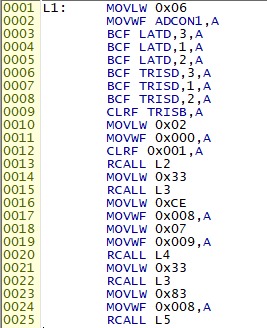 0001 L1: MOVLW 0x06
0002 MOVWF ADCON1,A
0003 BCF LATD,3,A
0004 BCF LATD,1,A
0005 BCF LATD,2,A
0006 BCF TRISD,3,A
0007 BCF TRISD,1,A
0008 BCF TRISD,2,A
0009 CLRF TRISB,A
0010 MOVLW 0x02
0011 MOVWF 0x000,A
0012 CLRF 0x001,A
0013 RCALL L2
0014 MOVLW 0x33
0015 RCALL L3
0016 MOVLW 0xCE
0017 MOVWF 0x008,A
0018 MOVLW 0x07
0019 MOVWF 0x009,A
0020 RCALL L4
0021 MOVLW 0x33
0022 RCALL L3
0023 MOVLW 0x83
0024 MOVWF 0x008,A
0025 RCALL L5